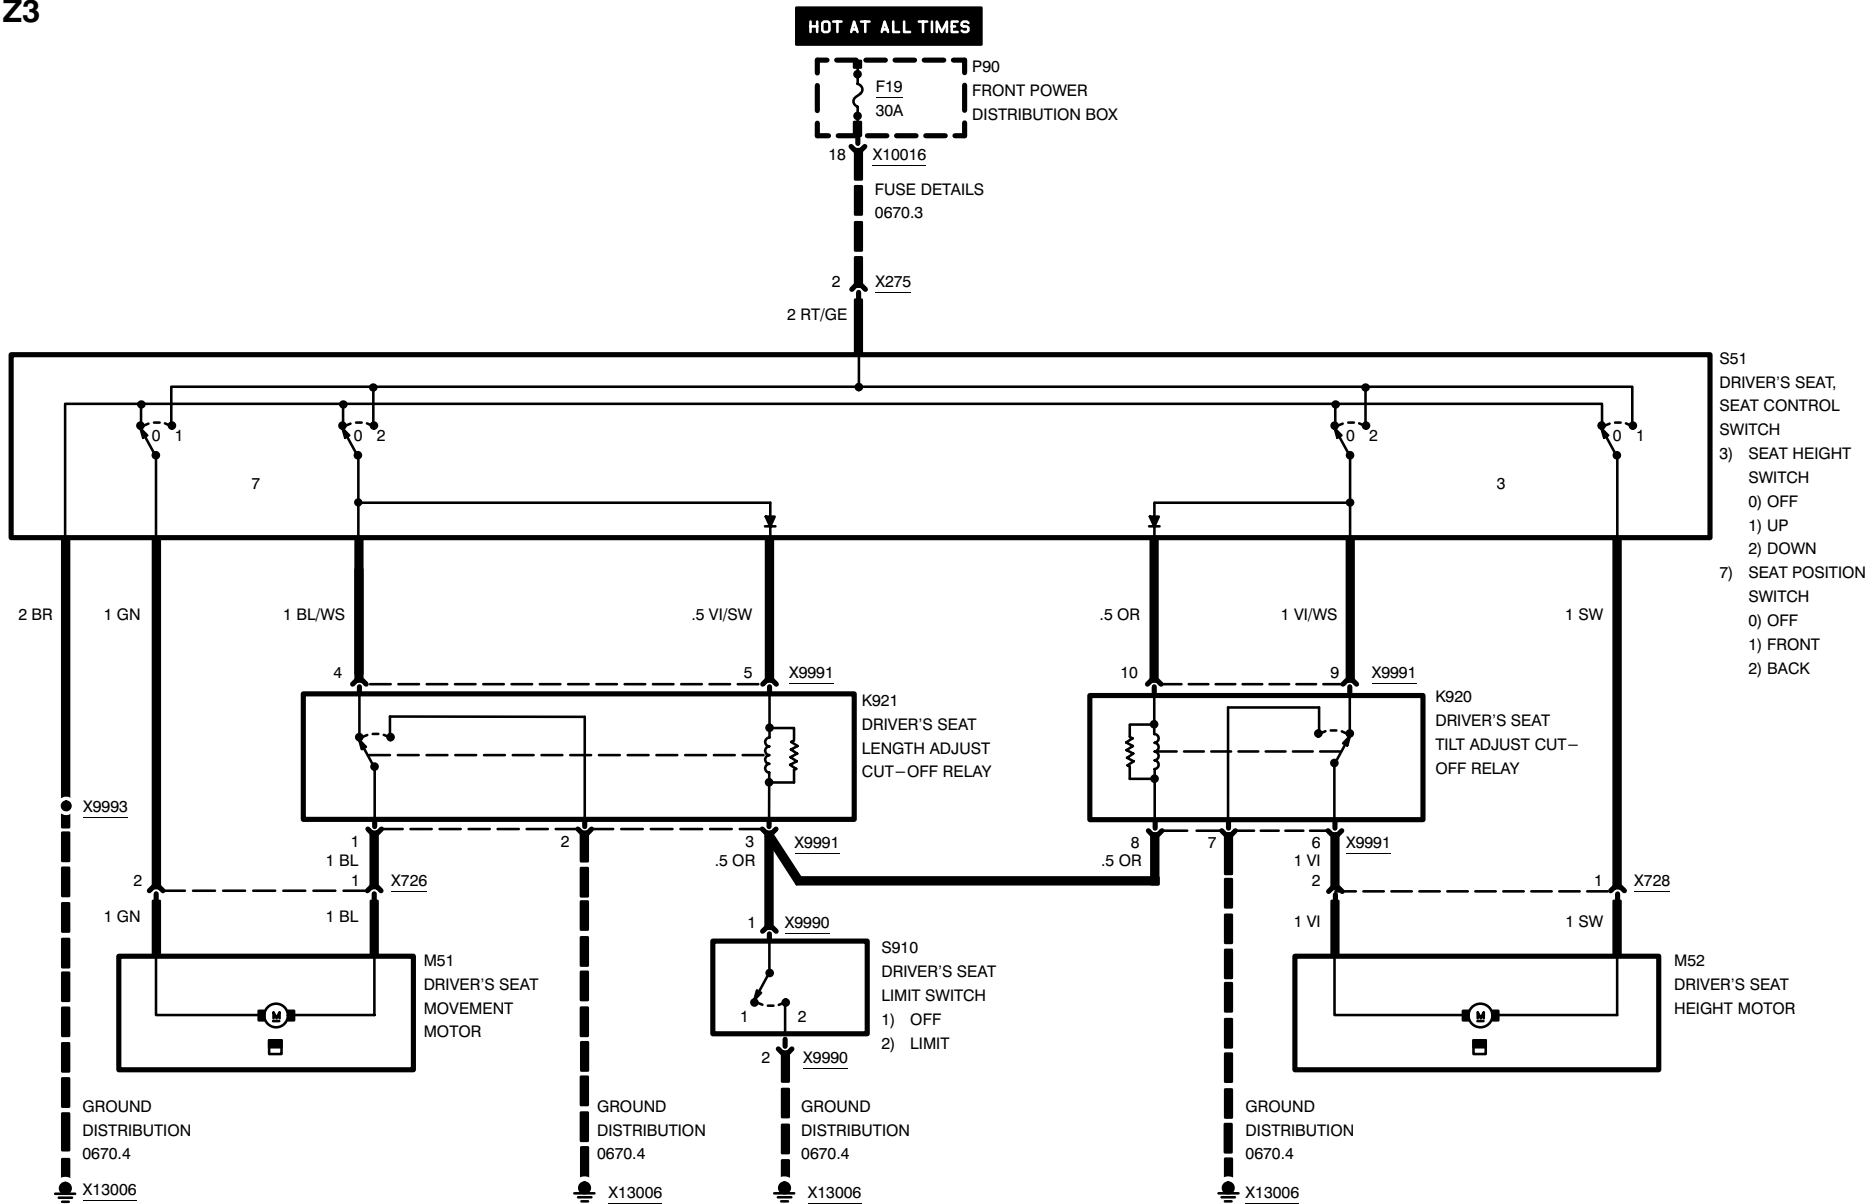 Z3
HOT AT ALL TIMES
P90
FRONT POWER
DISTRIBUTION BOX
F19
30A
18 X10016
FUSE DETAILS
0670.3
2 X275
2 RT/GE
S51
DRIVER'S SEAT,
SEAT CONTROL
SWITCH
3) SEAT HEIGHT
SWITCH
0) OFF
1) UP
2) DOWN
7) SEAT POSITION
SWITCH
0) OFF
1) FRONT
2) BACK
0 1
0 2
0 2
0 1
7
3
2 BR
1 GN
1 BL/WS
.5 VI/SW
.5 OR
1 VI/WS
1 SW
4
5 X9991
10
9 X9991
K921
DRIVER'S SEAT
LENGTH ADJUST
CUT–OFF RELAY
K920
DRIVER'S SEAT
TILT ADJUST CUT–
OFF RELAY
X9993
1
1 BL
2
3 X9991
.5 OR
8
.5 OR
7
6 X9991
1 VI
2
1 X726
2
1 X728
1 GN
1 BL
1 VI
1 SW
1 X9990
M51
DRIVER'S SEAT
MOVEMENT
MOTOR
M
S910
DRIVER'S SEAT
LIMIT SWITCH
1) OFF
2) LIMIT
1 2
M52
DRIVER'S SEAT
HEIGHT MOTOR
M
2 X9990
GROUND
DISTRIBUTION
0670.4
X13006
GROUND
DISTRIBUTION
0670.4
X13006
GROUND
DISTRIBUTION
0670.4
X13006
GROUND
DISTRIBUTION
0670.4
X13006